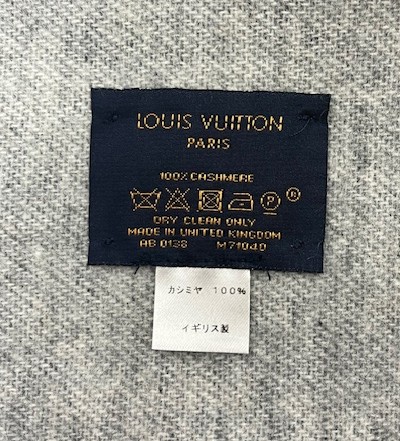 LOUIS VUITTON
PARIS
100% CASHMERE
P ®
DRY CLEAN ONLY
MADE IN UNITED KINGDOM
AB 0138 M71040
カシミヤ 100%
イギリス製